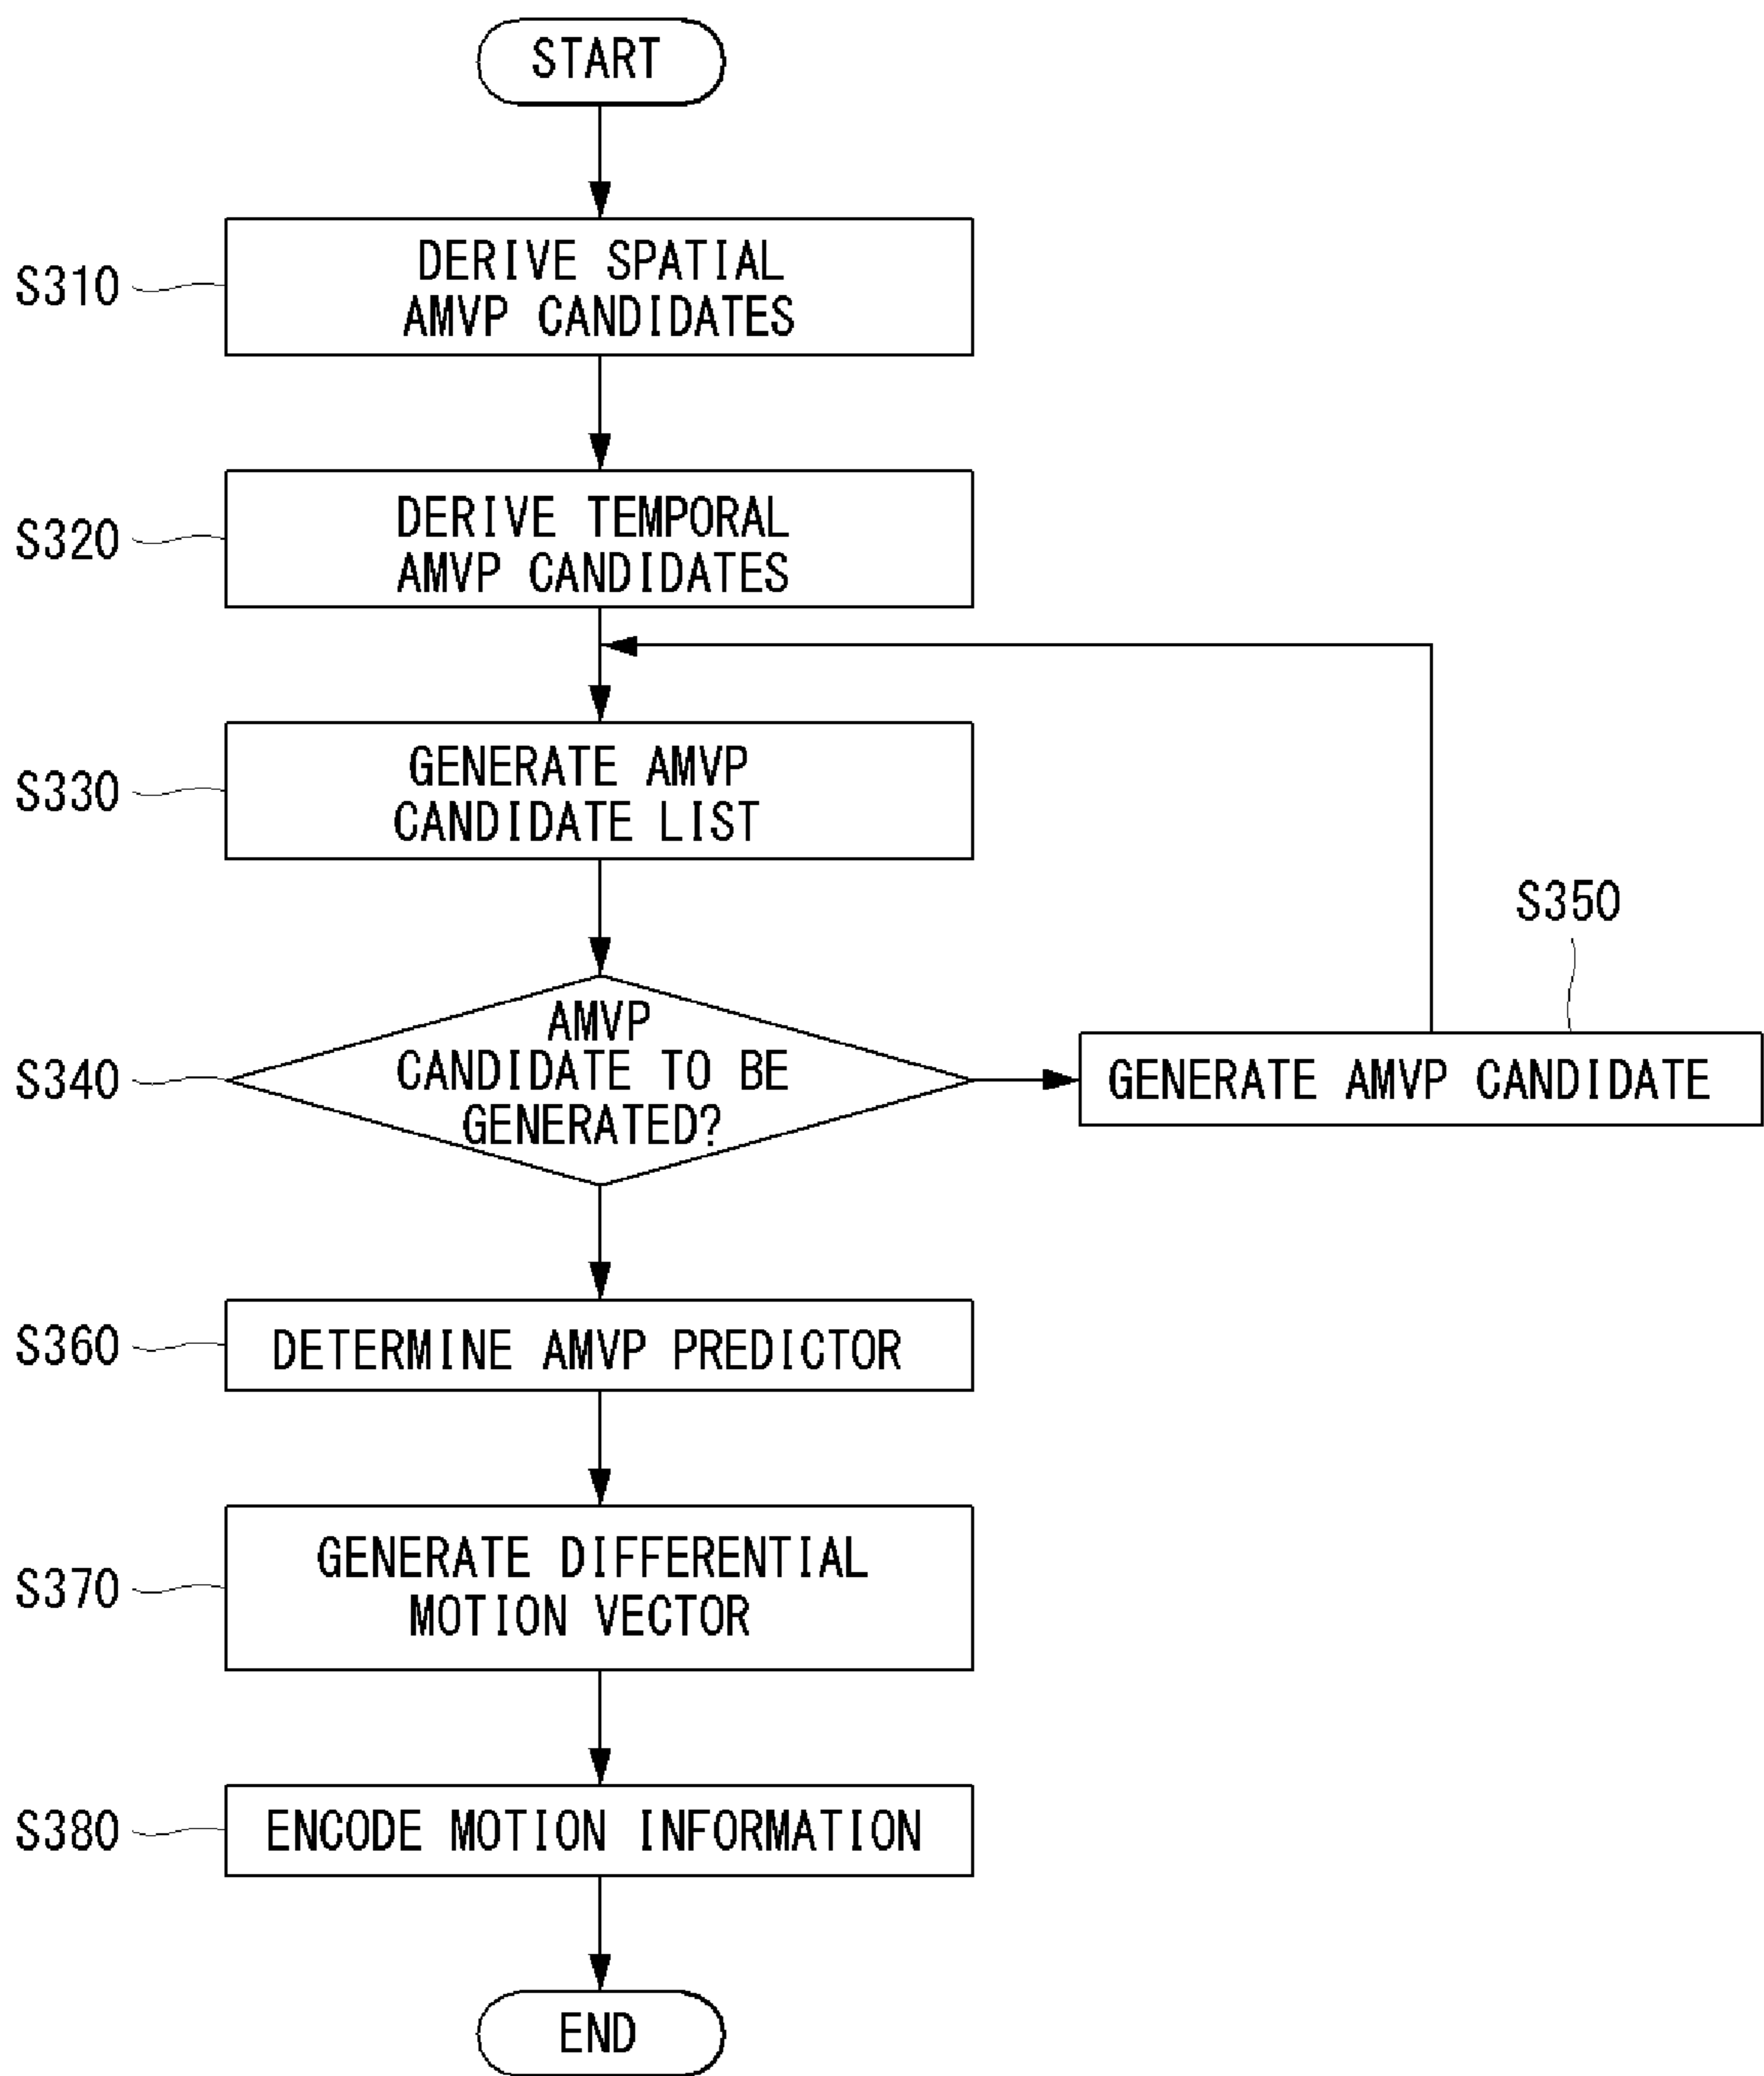 START
S310
DERIVE SPATIAL
AMVP CANDIDATES
S320
DERIVE TEMPORAL
AMVP CANDIDATES
S330
GENERATE AMVP
CANDIDATE LIST
S340
AMVP
CANDIDATE TO BE
GENERATED?
S350
GENERATE AMVP CANDIDATE
S360
DETERMINE AMVP PREDICTOR
S370
GENERATE DIFFERENTIAL
MOTION VECTOR
S380
ENCODE MOTION INFORMATION
END